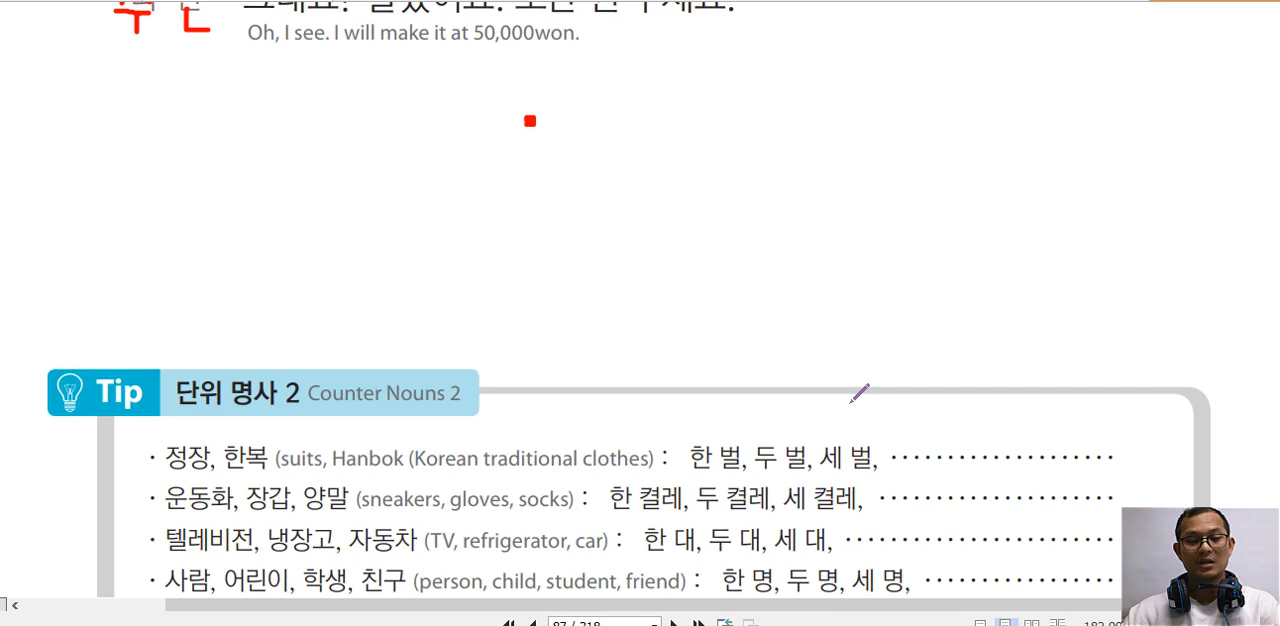 Oh, I see. I will make it at 50,000won.
Tip 단위 명사 2 Counter Nouns 2
· 정장, 한복 (suits, Hanbok (Korean traditional clothes) : 한 벌, 두 벌, 세 벌, ····················
· 운동화, 장갑, 양말 (sneakers, gloves, socks) : 한 켤레, 두 켤레, 세 켤레, ·····················
· 텔레비전, 냉장고, 자동차 (TV, refrigerator, car) : 한 대, 두 대, 세 대, ························
· 사람, 어린이, 학생, 친구 (person, child, student, friend) : 한 명, 두 명, 세 명, ·················
87 / 218